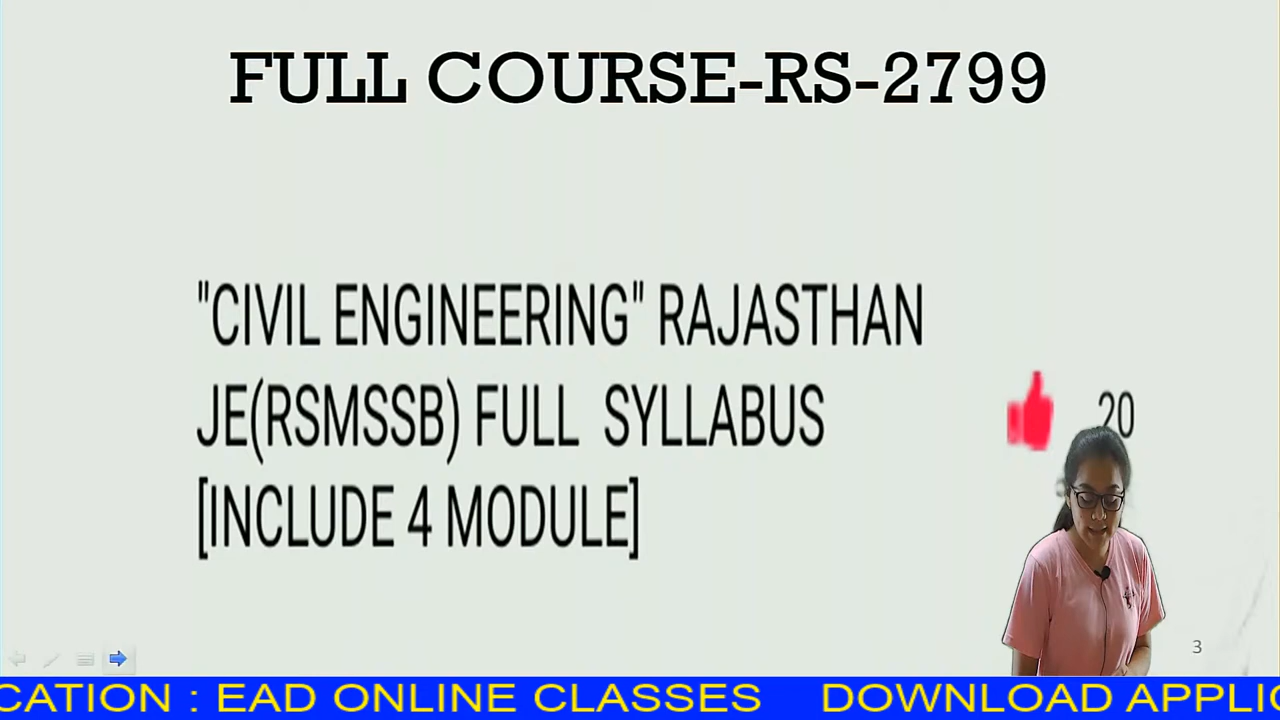 FULL COURSE-RS-2799
"CIVIL ENGINEERING" RAJASTHAN
JE(RSMSSB) FULL SYLLABUS
[INCLUDE 4 MODULE]
20
3
CATION : EAD ONLINE CLASSES DOWNLOAD APPLIC